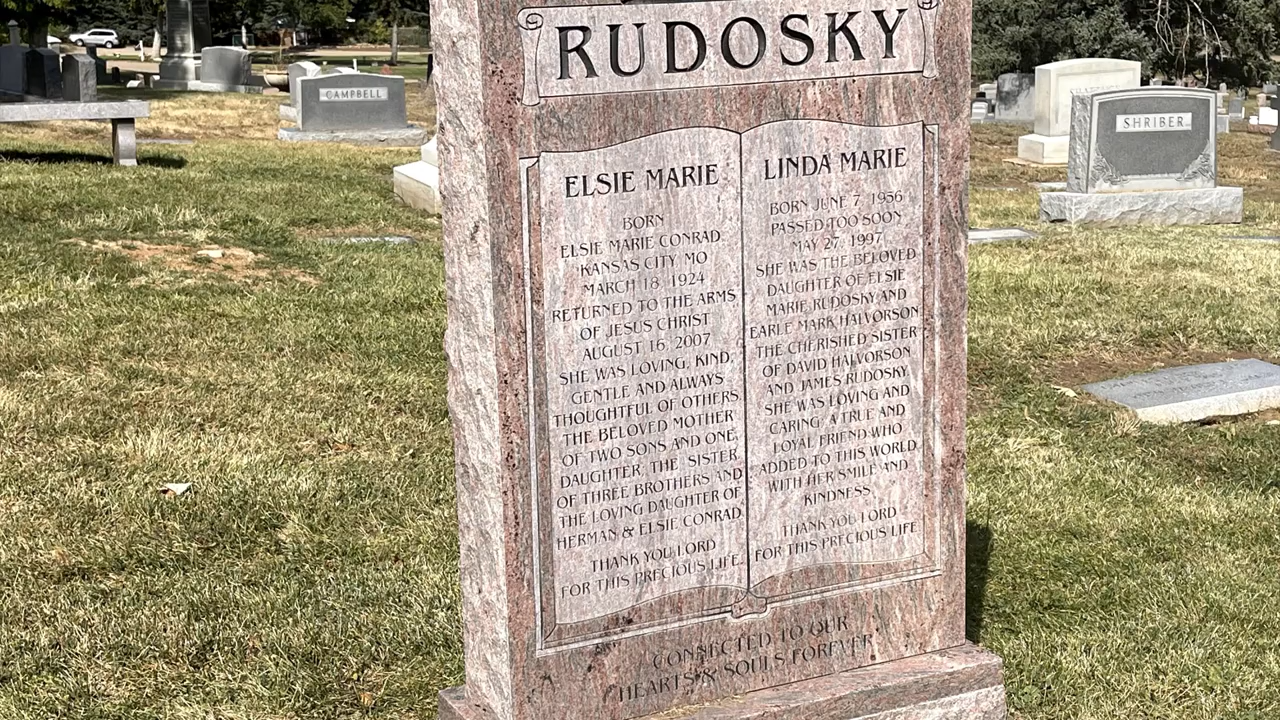 RUDOSKY
CAMPBELL
SHRIBER
ELSIE MARIE
BORN
ELSIE MARIE CONRAD
KANSAS CITY MO
MARCH 18, 1924
RETURNED TO THE ARMS
OF JESUS CHRIST
AUGUST 16, 2007
SHE WAS LOVING, KIND,
GENTLE AND ALWAYS
THOUGHTFUL OF OTHERS
THE BELOVED MOTHER
OF TWO SONS AND ONE
DAUGHTER, THE SISTER
OF THREE BROTHERS AND
THE LOVING DAUGHTER OF
HERMAN & ELSIE CONRAD
THANK YOU LORD
FOR THIS PRECIOUS LIFE
LINDA MARIE
BORN JUNE 7, 1956
PASSED TOO SOON
MAY 27, 1997
SHE WAS THE BELOVED
DAUGHTER OF ELSIE
MARIE RUDOSKY AND
EARLE MARK HALVORSON
THE CHERISHED SISTER
OF DAVID HALVORSON
AND JAMES RUDOSKY
SHE WAS LOVING AND
CARING, A TRUE AND
LOYAL FRIEND WHO
ADDED TO THIS WORLD
WITH HER SMILE AND
KINDNESS
THANK YOU LORD
FOR THIS PRECIOUS LIFE
CONNECTED TO OUR
HEARTS & SOULS FOREVER